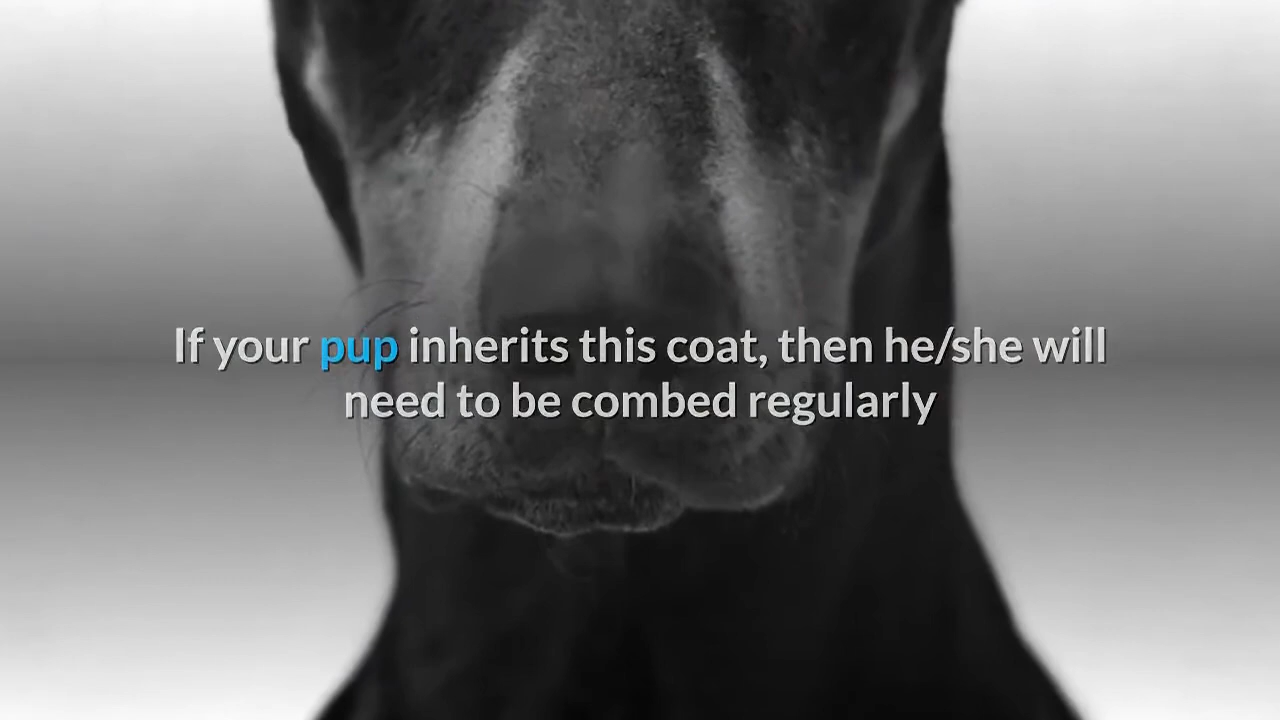 If your pup inherits this coat, then he/she will
need to be combed regularly